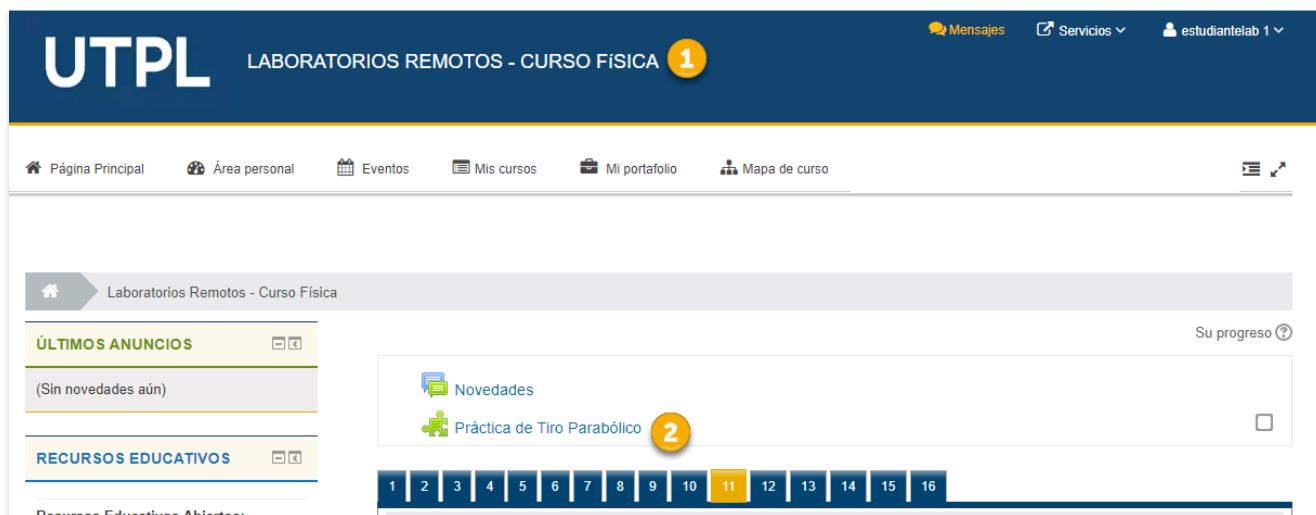 Mensajes Servicios estudiantelab 1
UTPL LABORATORIOS REMOTOS - CURSO FíSICA 1
Página Principal Área personal Eventos Mis cursos Mi portafolio Mapa de curso
Laboratorios Remotos - Curso Física
Su progreso
ÚLTIMOS ANUNCIOS
(Sin novedades aún)
Novedades
Práctica de Tiro Parabólico 2
RECURSOS EDUCATIVOS
1 2 3 4 5 6 7 8 9 10 11 12 13 14 15 16
Recursos Educativos Abiertos: